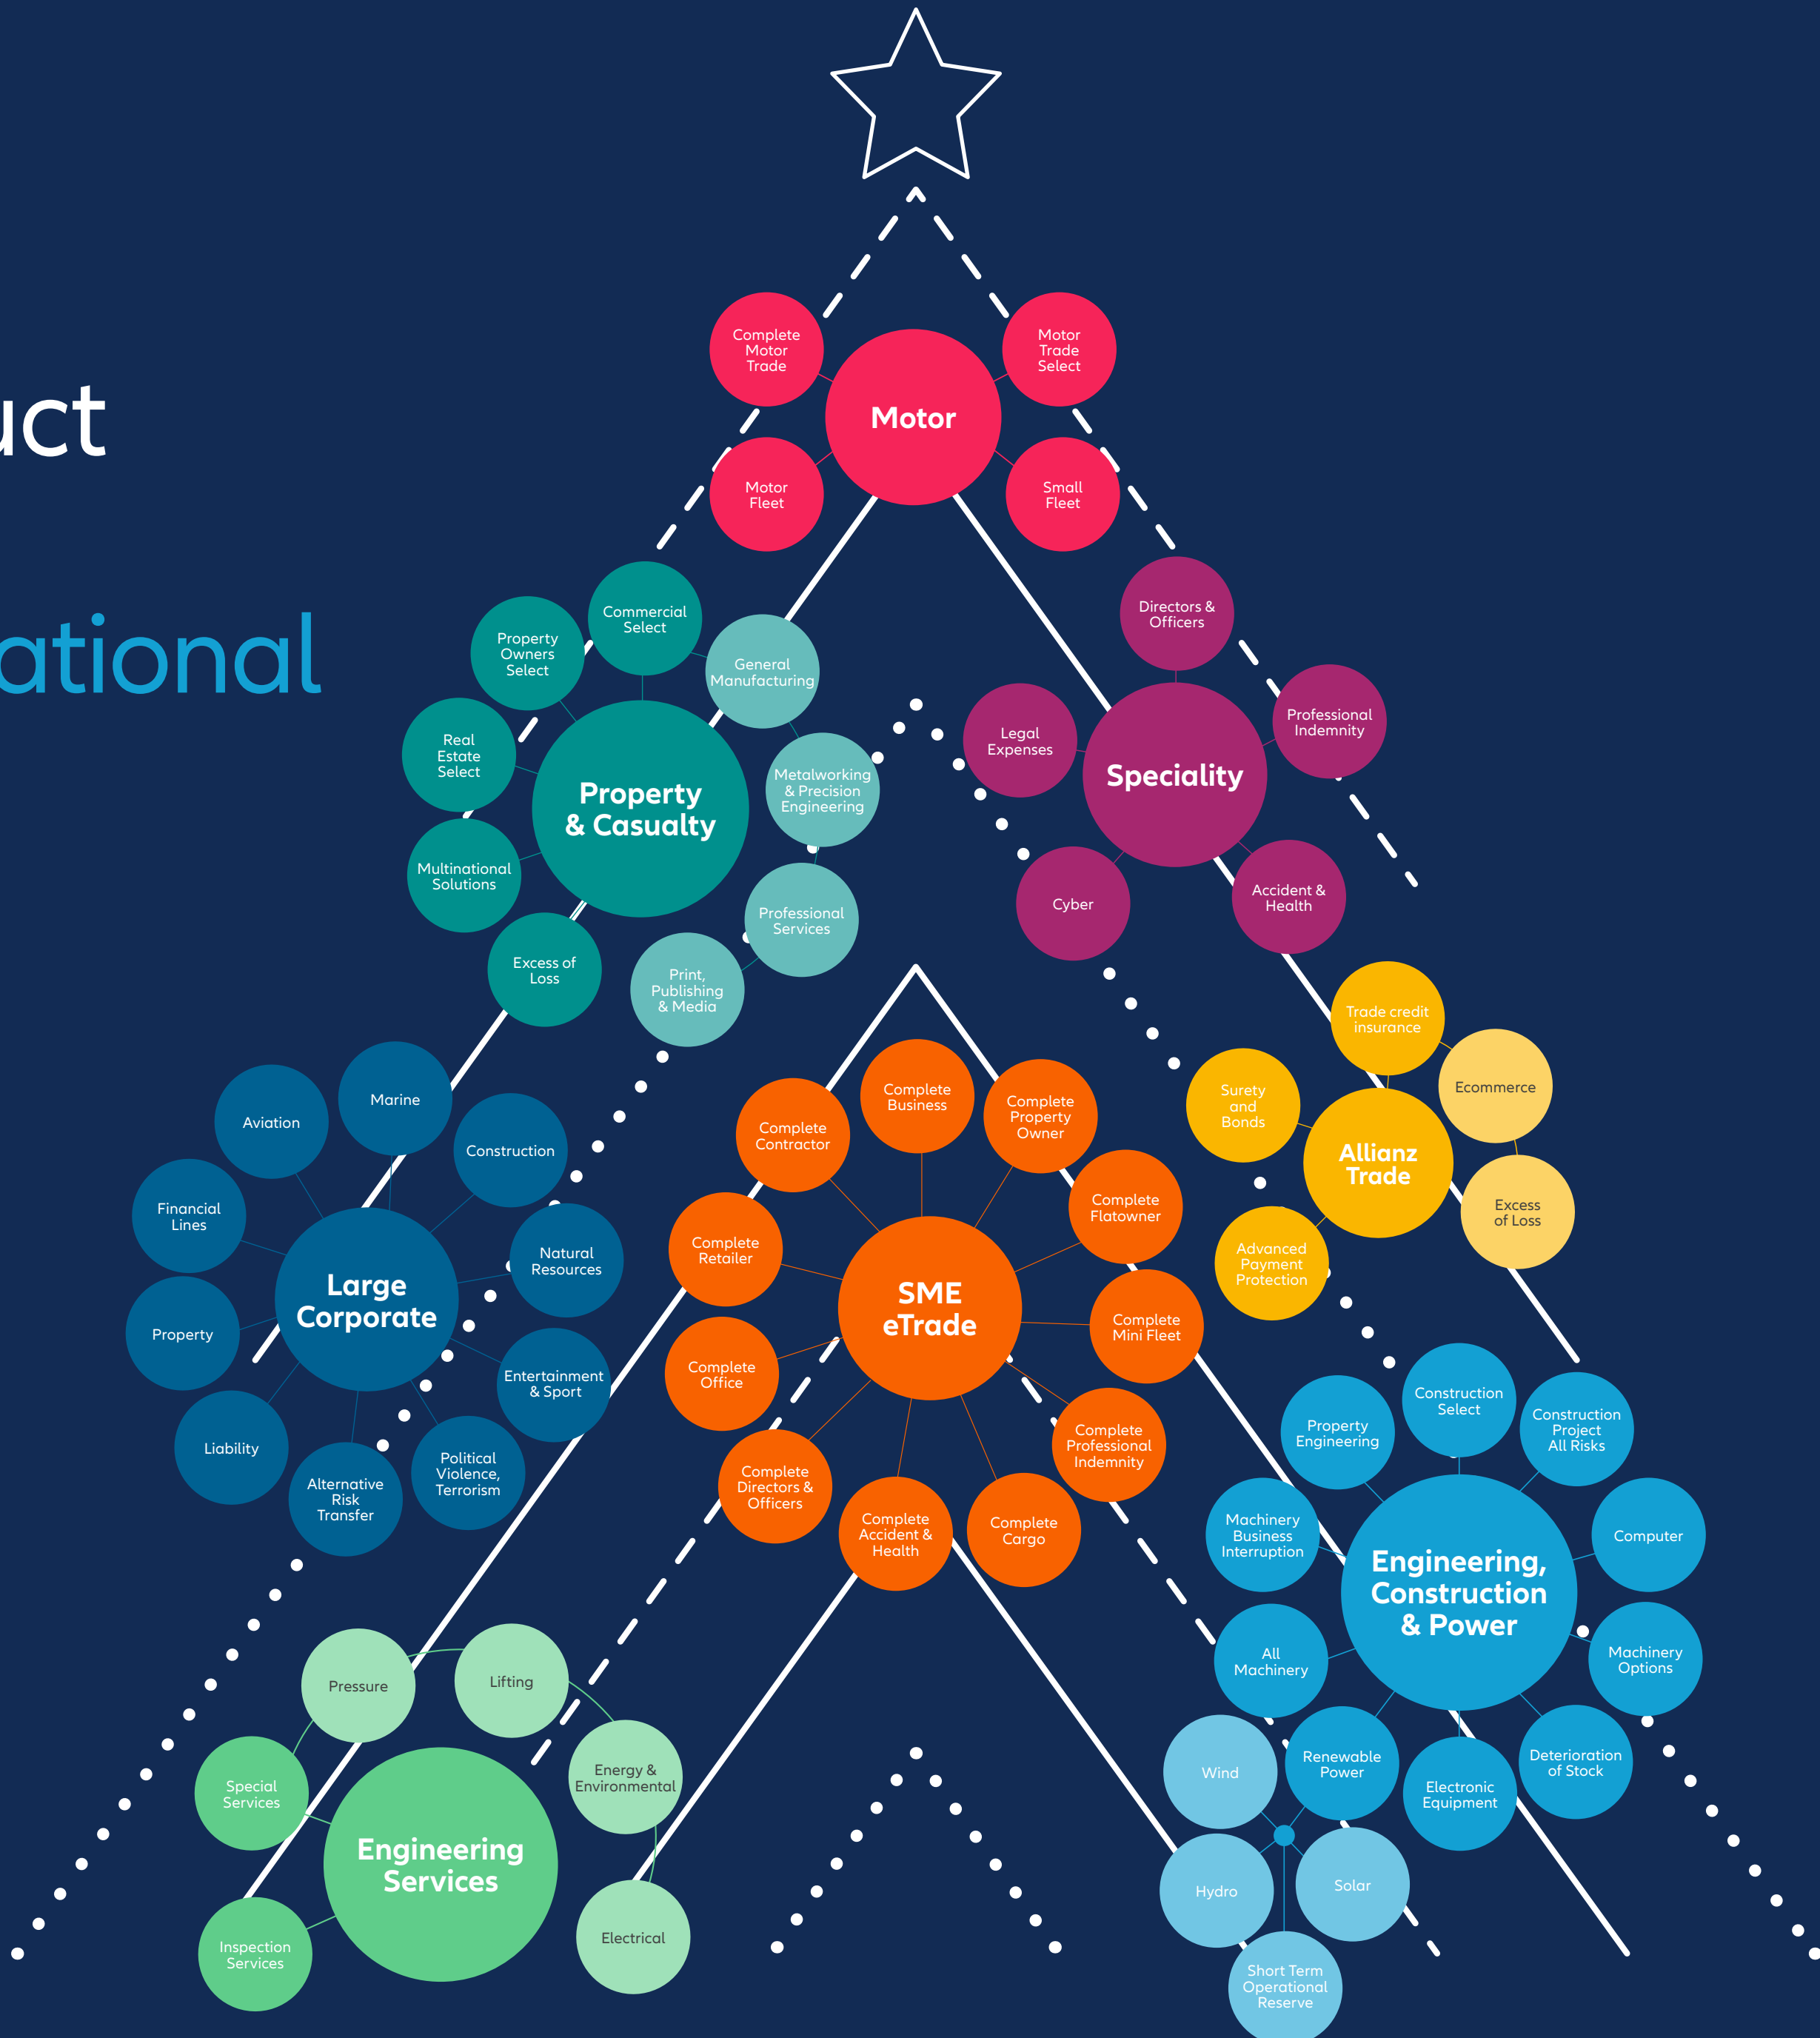 uct
ational
Complete
Motor
Trade
Motor
Trade
Select
Motor
Motor
Fleet
Small
Fleet
Commercial
Select
Property
Owners
Select
General
Manufacturing
Real
Estate
Select
Metalworking
& Precision
Engineering
Property
& Casualty
Multinational
Solutions
Professional
Services
Excess of
Loss
Print,
Publishing
& Media
Directors &
Officers
Legal
Expenses
Professional
Indemnity
Speciality
Cyber
Accident &
Health
Trade credit
insurance
Ecommerce
Surety
and
Bonds
Allianz
Trade
Excess
of Loss
Advanced
Payment
Protection
Marine
Aviation
Construction
Financial
Lines
Natural
Resources
Large
Corporate
Property
Entertainment
& Sport
Liability
Political
Violence,
Terrorism
Alternative
Risk
Transfer
Complete
Business
Complete
Property
Owner
Complete
Contractor
Complete
Flatowner
Complete
Retailer
SME
eTrade
Complete
Mini Fleet
Complete
Office
Complete
Professional
Indemnity
Complete
Directors &
Officers
Complete
Accident &
Health
Complete
Cargo
Construction
Select
Property
Engineering
Construction
Project
All Risks
Machinery
Business
Interruption
Computer
Engineering,
Construction
& Power
All
Machinery
Machinery
Options
Renewable
Power
Electronic
Equipment
Deterioration
of Stock
Wind
Hydro
Solar
Short Term
Operational
Reserve
Pressure
Lifting
Energy &
Environmental
Special
Services
Engineering
Services
Electrical
Inspection
Services